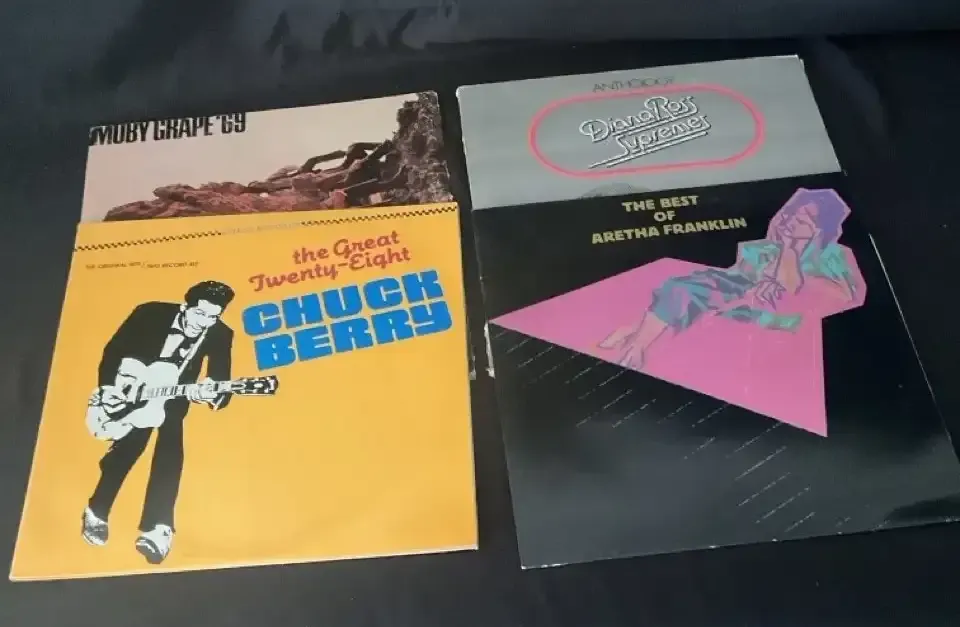 MOBY GRAPE '69
ANTHOLOGY
Diana Ross
Supremes
the Great
Twenty-Eight
CHUCK
BERRY
THE BEST
OF
ARETHA FRANKLIN